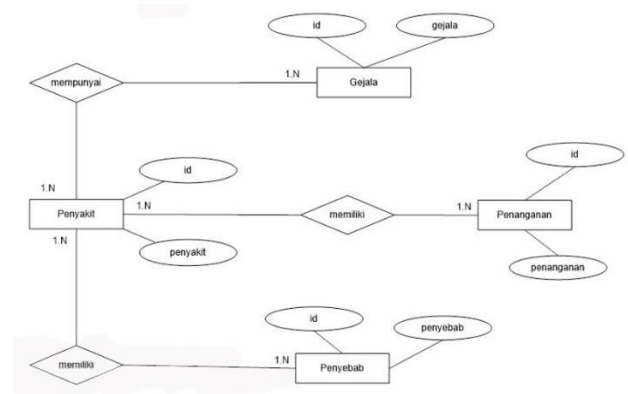 id
gejala
mempunyai
1.N
Gejala
id
id
1.N
Penyakit
1.N
memiliki
1.N
Penanganan
1.N
penyakit
penanganan
id
penyebab
memiliki
1.N
Penyebab